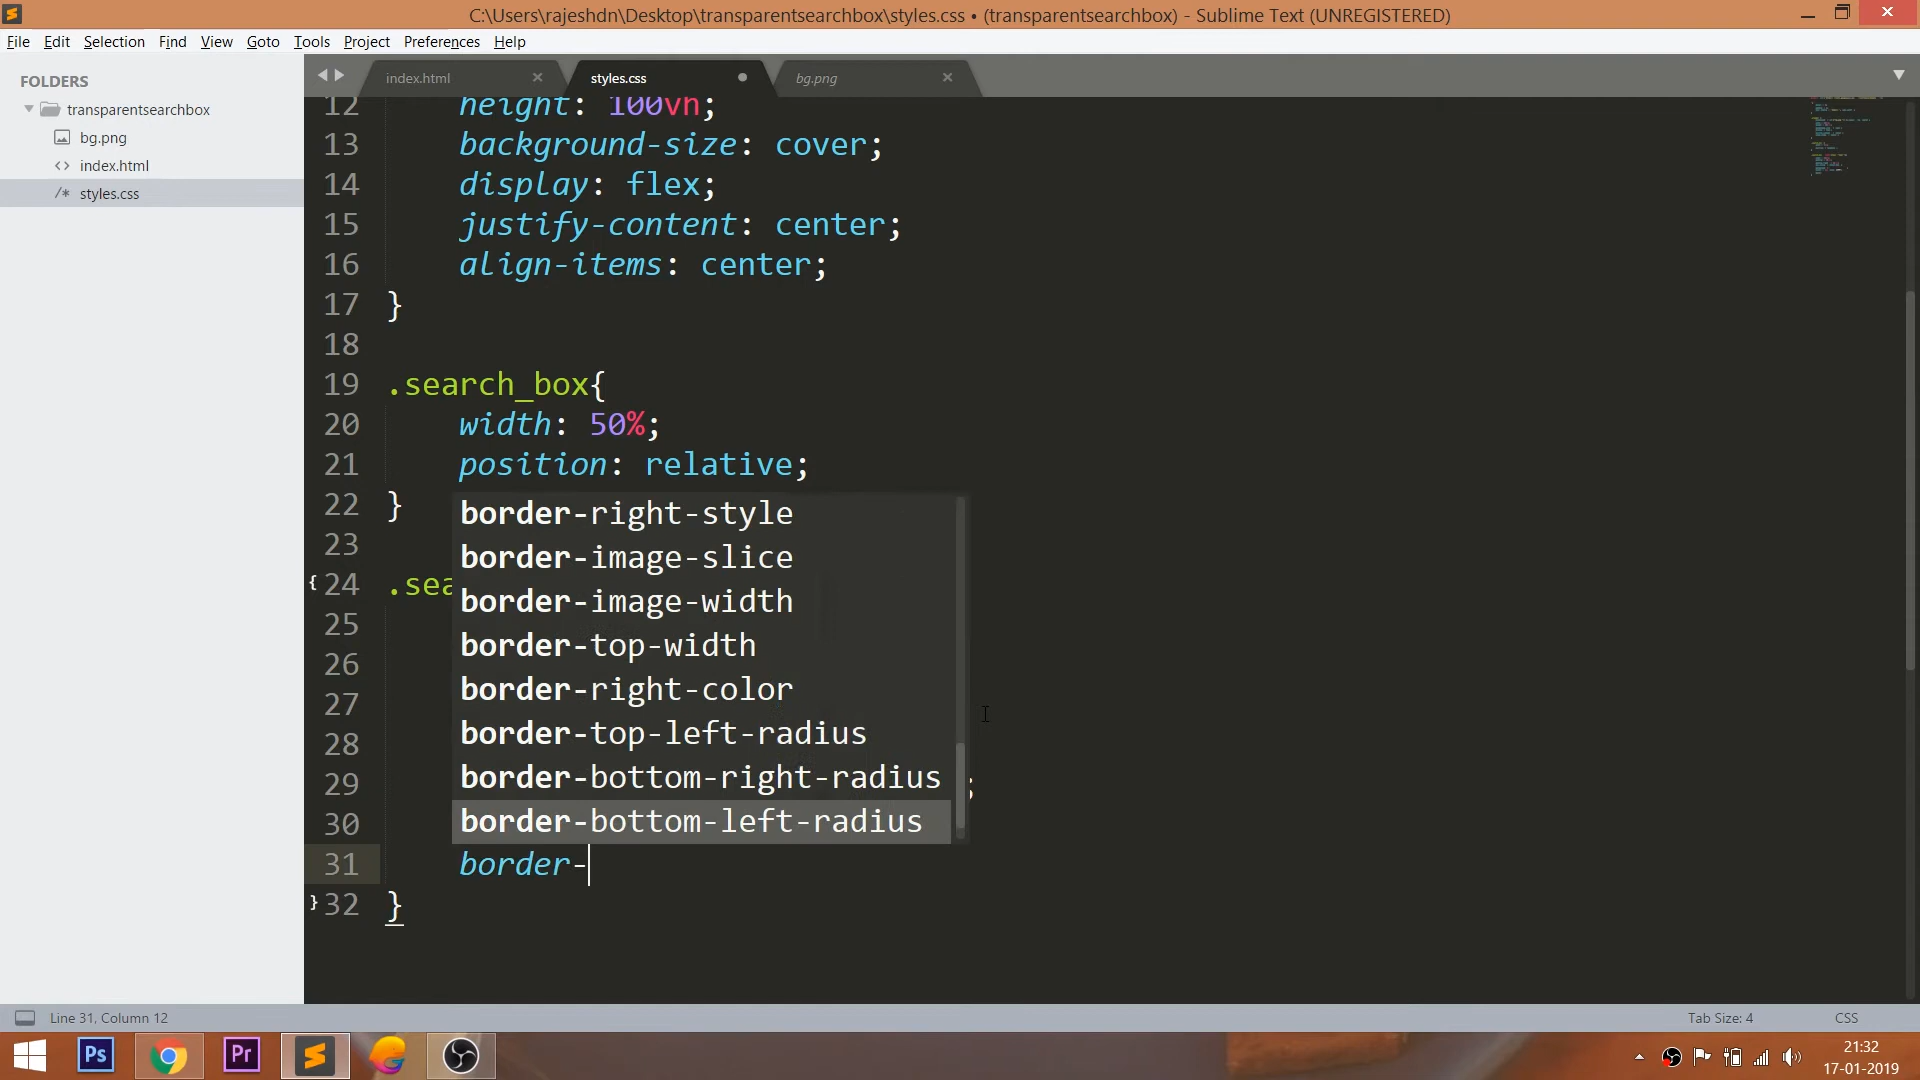 C:\Users\rajeshdn\Desktop\transparentsearchbox\styles.css • (transparentsearchbox) - Sublime Text (UNREGISTERED)
File Edit Selection Find View Goto Tools Project Preferences Help
FOLDERS
transparentsearchbox
bg.png
<> index.html
/* styles.css
index.html
styles.css
bg.png
12 height: 100vh;
13 background-size: cover;
14 display: flex;
15 justify-content: center;
16 align-items: center;
17 }
18
19 .search_box{
20 width: 50%;
21 position: relative;
22 }
23
24 .sea
25
26
27
28
29 ;
30
31 border-
32 }
border-right-style
border-image-slice
border-image-width
border-top-width
border-right-color
border-top-left-radius
border-bottom-right-radius
border-bottom-left-radius
Line 31, Column 12
Tab Size: 4
CSS
Ps
Pr
21:32
17-01-2019